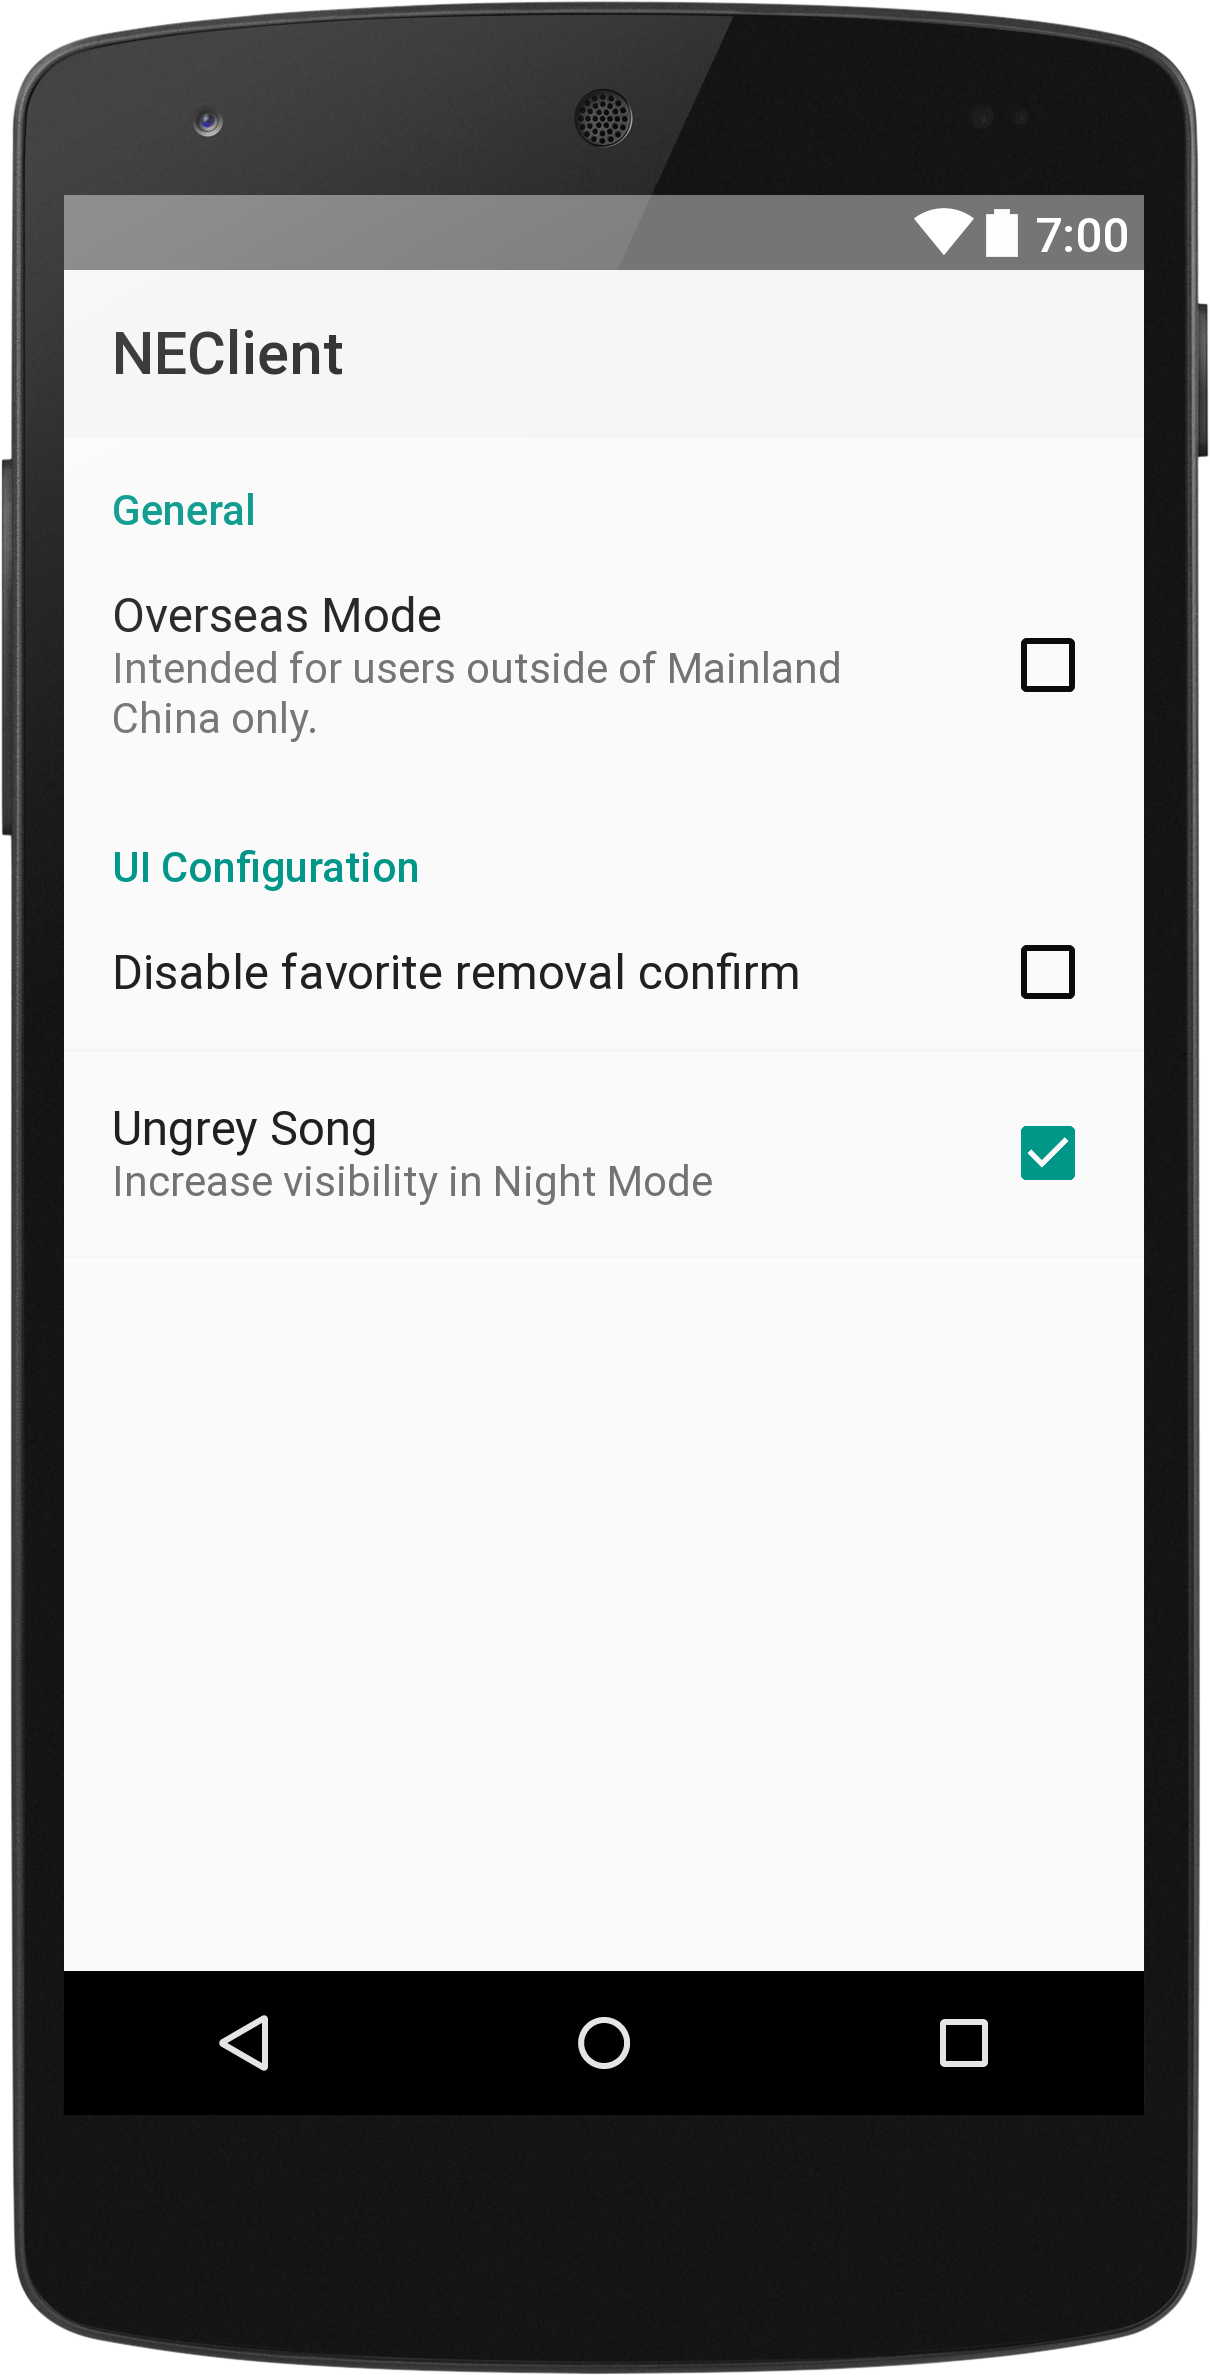 7:00
NEClient
General
Overseas Mode
Intended for users outside of Mainland
China only.
UI Configuration
Disable favorite removal confirm
Ungrey Song
Increase visibility in Night Mode